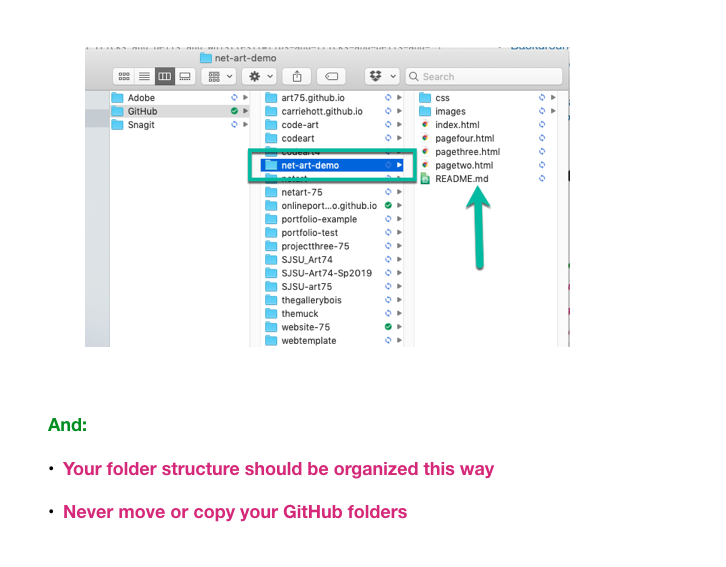 net-art-demo
Search
Adobe
GitHub
Snagit
art75.github.io
carriehott.github.io
code-art
codeart
codeart4
net-art-demo
netart-75
onlineport...o.github.io
portfolio-example
portfolio-test
projectthree-75
SJSU_Art74
SJSU-Art74-Sp2019
SJSU-art75
thegallerybois
themuck
website-75
webtemplate
css
images
index.html
pagefour.html
pagethree.html
pagetwo.html
README.md
And:
• Your folder structure should be organized this way
• Never move or copy your GitHub folders